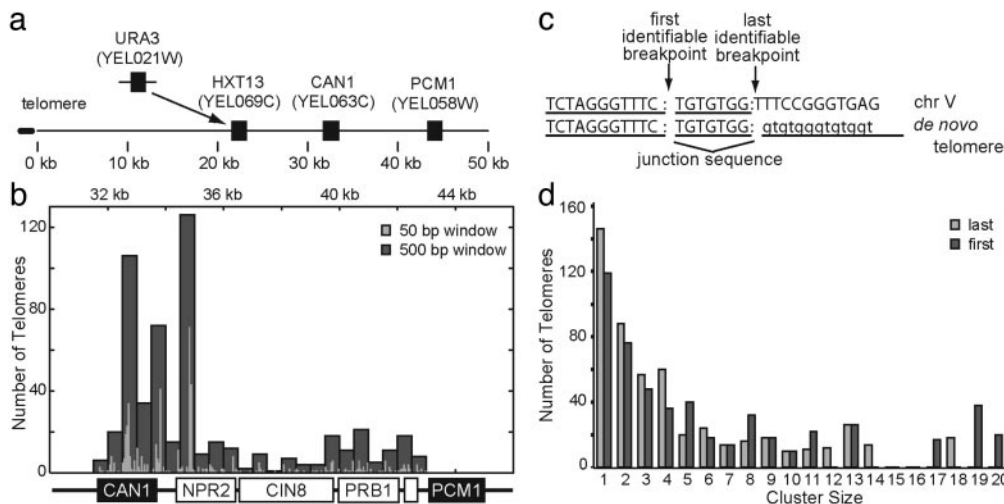 a
URA3
(YEL021W)
HXT13
(YEL069C)
CAN1
(YEL063C)
PCM1
(YEL058W)
telomere
0 kb 10 kb 20 kb 30 kb 40 kb 50 kb
b
32 kb 36 kb 40 kb 44 kb
120
80
40
0
Number of Telomeres
50 bp window
500 bp window
CAN1 NPR2 CIN8 PRB1 PCM1
c
first
identifiable
breakpoint
last
identifiable
breakpoint
TCTAGGGTTTC : TGTGTGG:TTTCCGGGTGAG chr V
TCTAGGGTTTC : TGTGTGG: gtgtgggtgtggt de novo
telomere
junction sequence
d
160
120
80
40
0
Number of Telomeres
last
first
1 2 3 4 5 6 7 8 9 10 11 12 13 14 15 16 17 18 19 20
Cluster Size